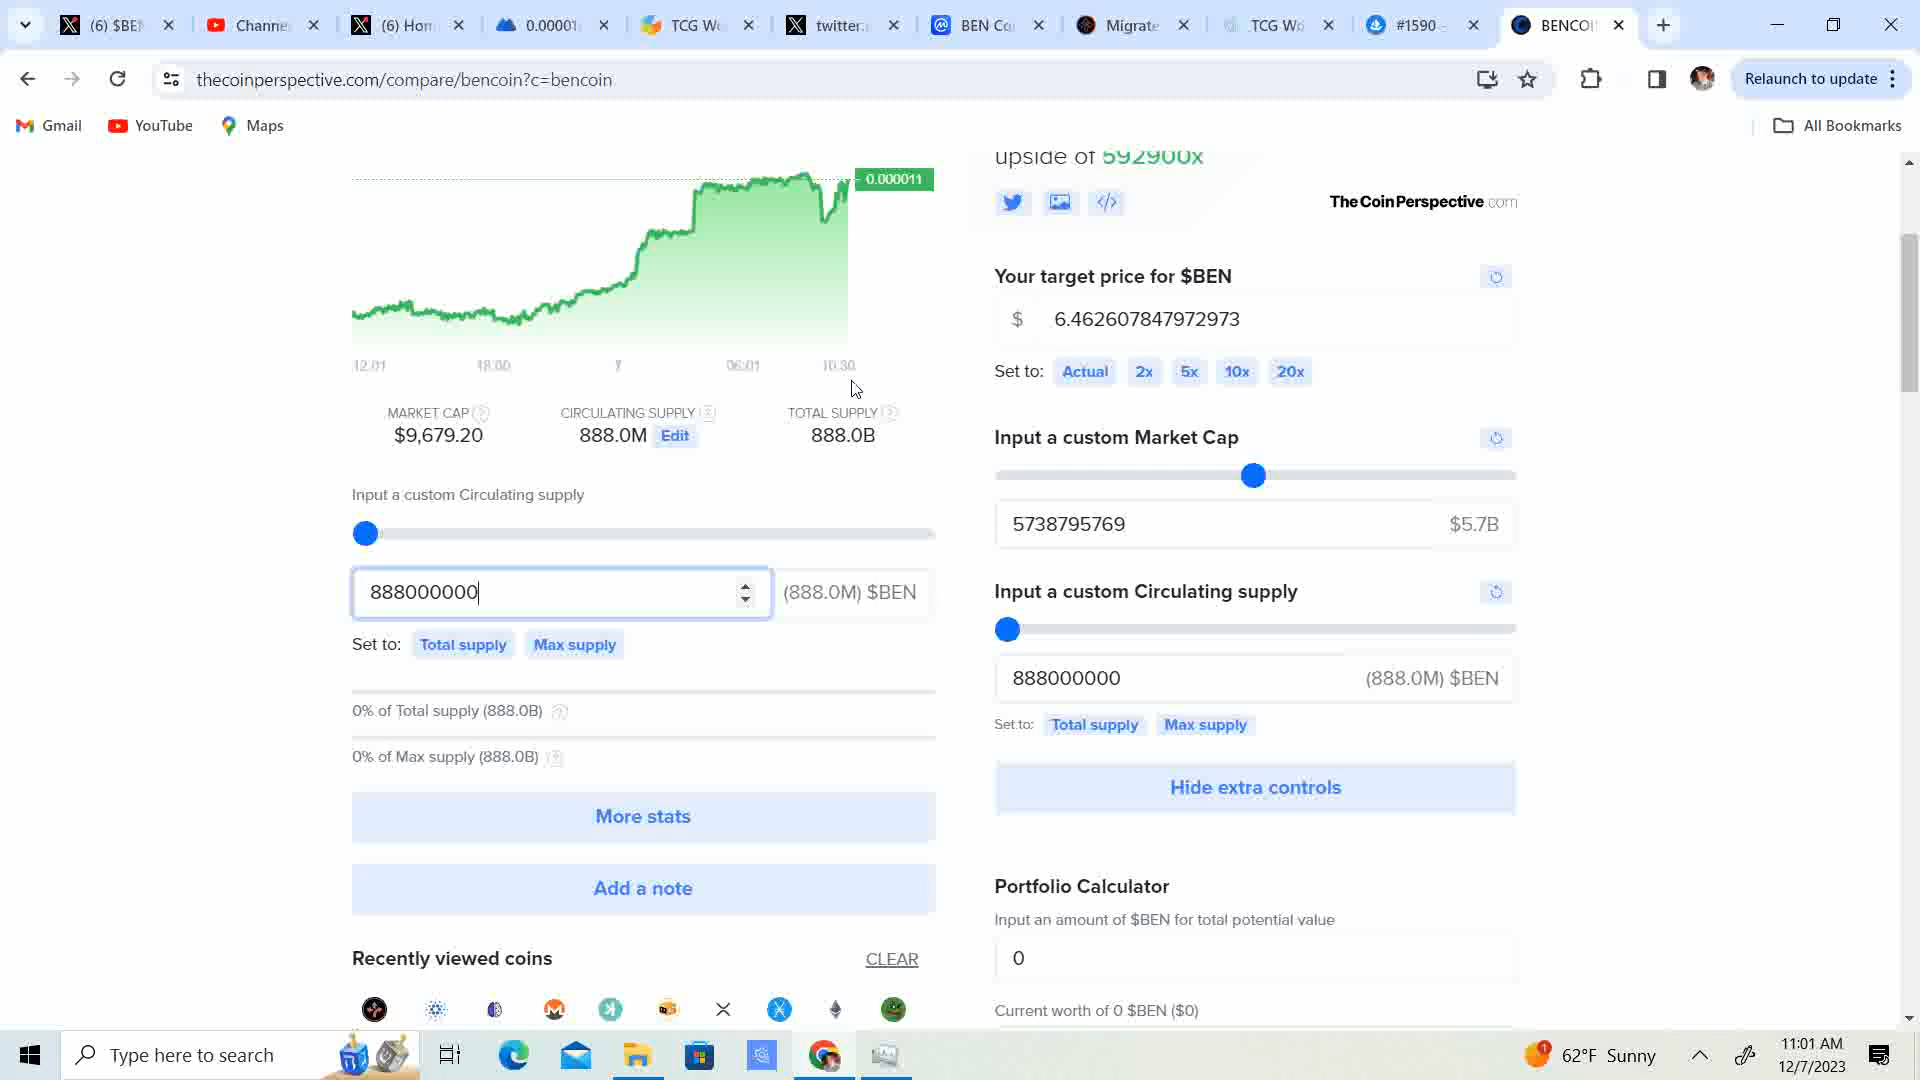 (6) $BE
Channe
(6) Hom
0.00001
TCG Wo
twitter.
BEN Co
Migrate
TCG Wo
#1590 -
BENCOI
thecoinperspective.com/compare/bencoin?c=bencoin
Relaunch to update
Gmail
YouTube
Maps
All Bookmarks
0.000011
12:01
18:00
7
06:01
10:30
MARKET CAP
$9,679.20
CIRCULATING SUPPLY
888.0M Edit
TOTAL SUPPLY
888.0B
Input a custom Circulating supply
888000000 (888.0M) $BEN
Set to: Total supply Max supply
0% of Total supply (888.0B)
0% of Max supply (888.0B)
More stats
Add a note
Recently viewed coins CLEAR
upside of 592900x
TheCoinPerspective.com
Your target price for $BEN
$ 6.462607847972973
Set to: Actual 2x 5x 10x 20x
Input a custom Market Cap
5738795769 $5.7B
Input a custom Circulating supply
888000000 (888.0M) $BEN
Set to: Total supply Max supply
Hide extra controls
Portfolio Calculator
Input an amount of $BEN for total potential value
0
Current worth of 0 $BEN ($0)
Type here to search
1
62°F Sunny
11:01 AM
12/7/2023